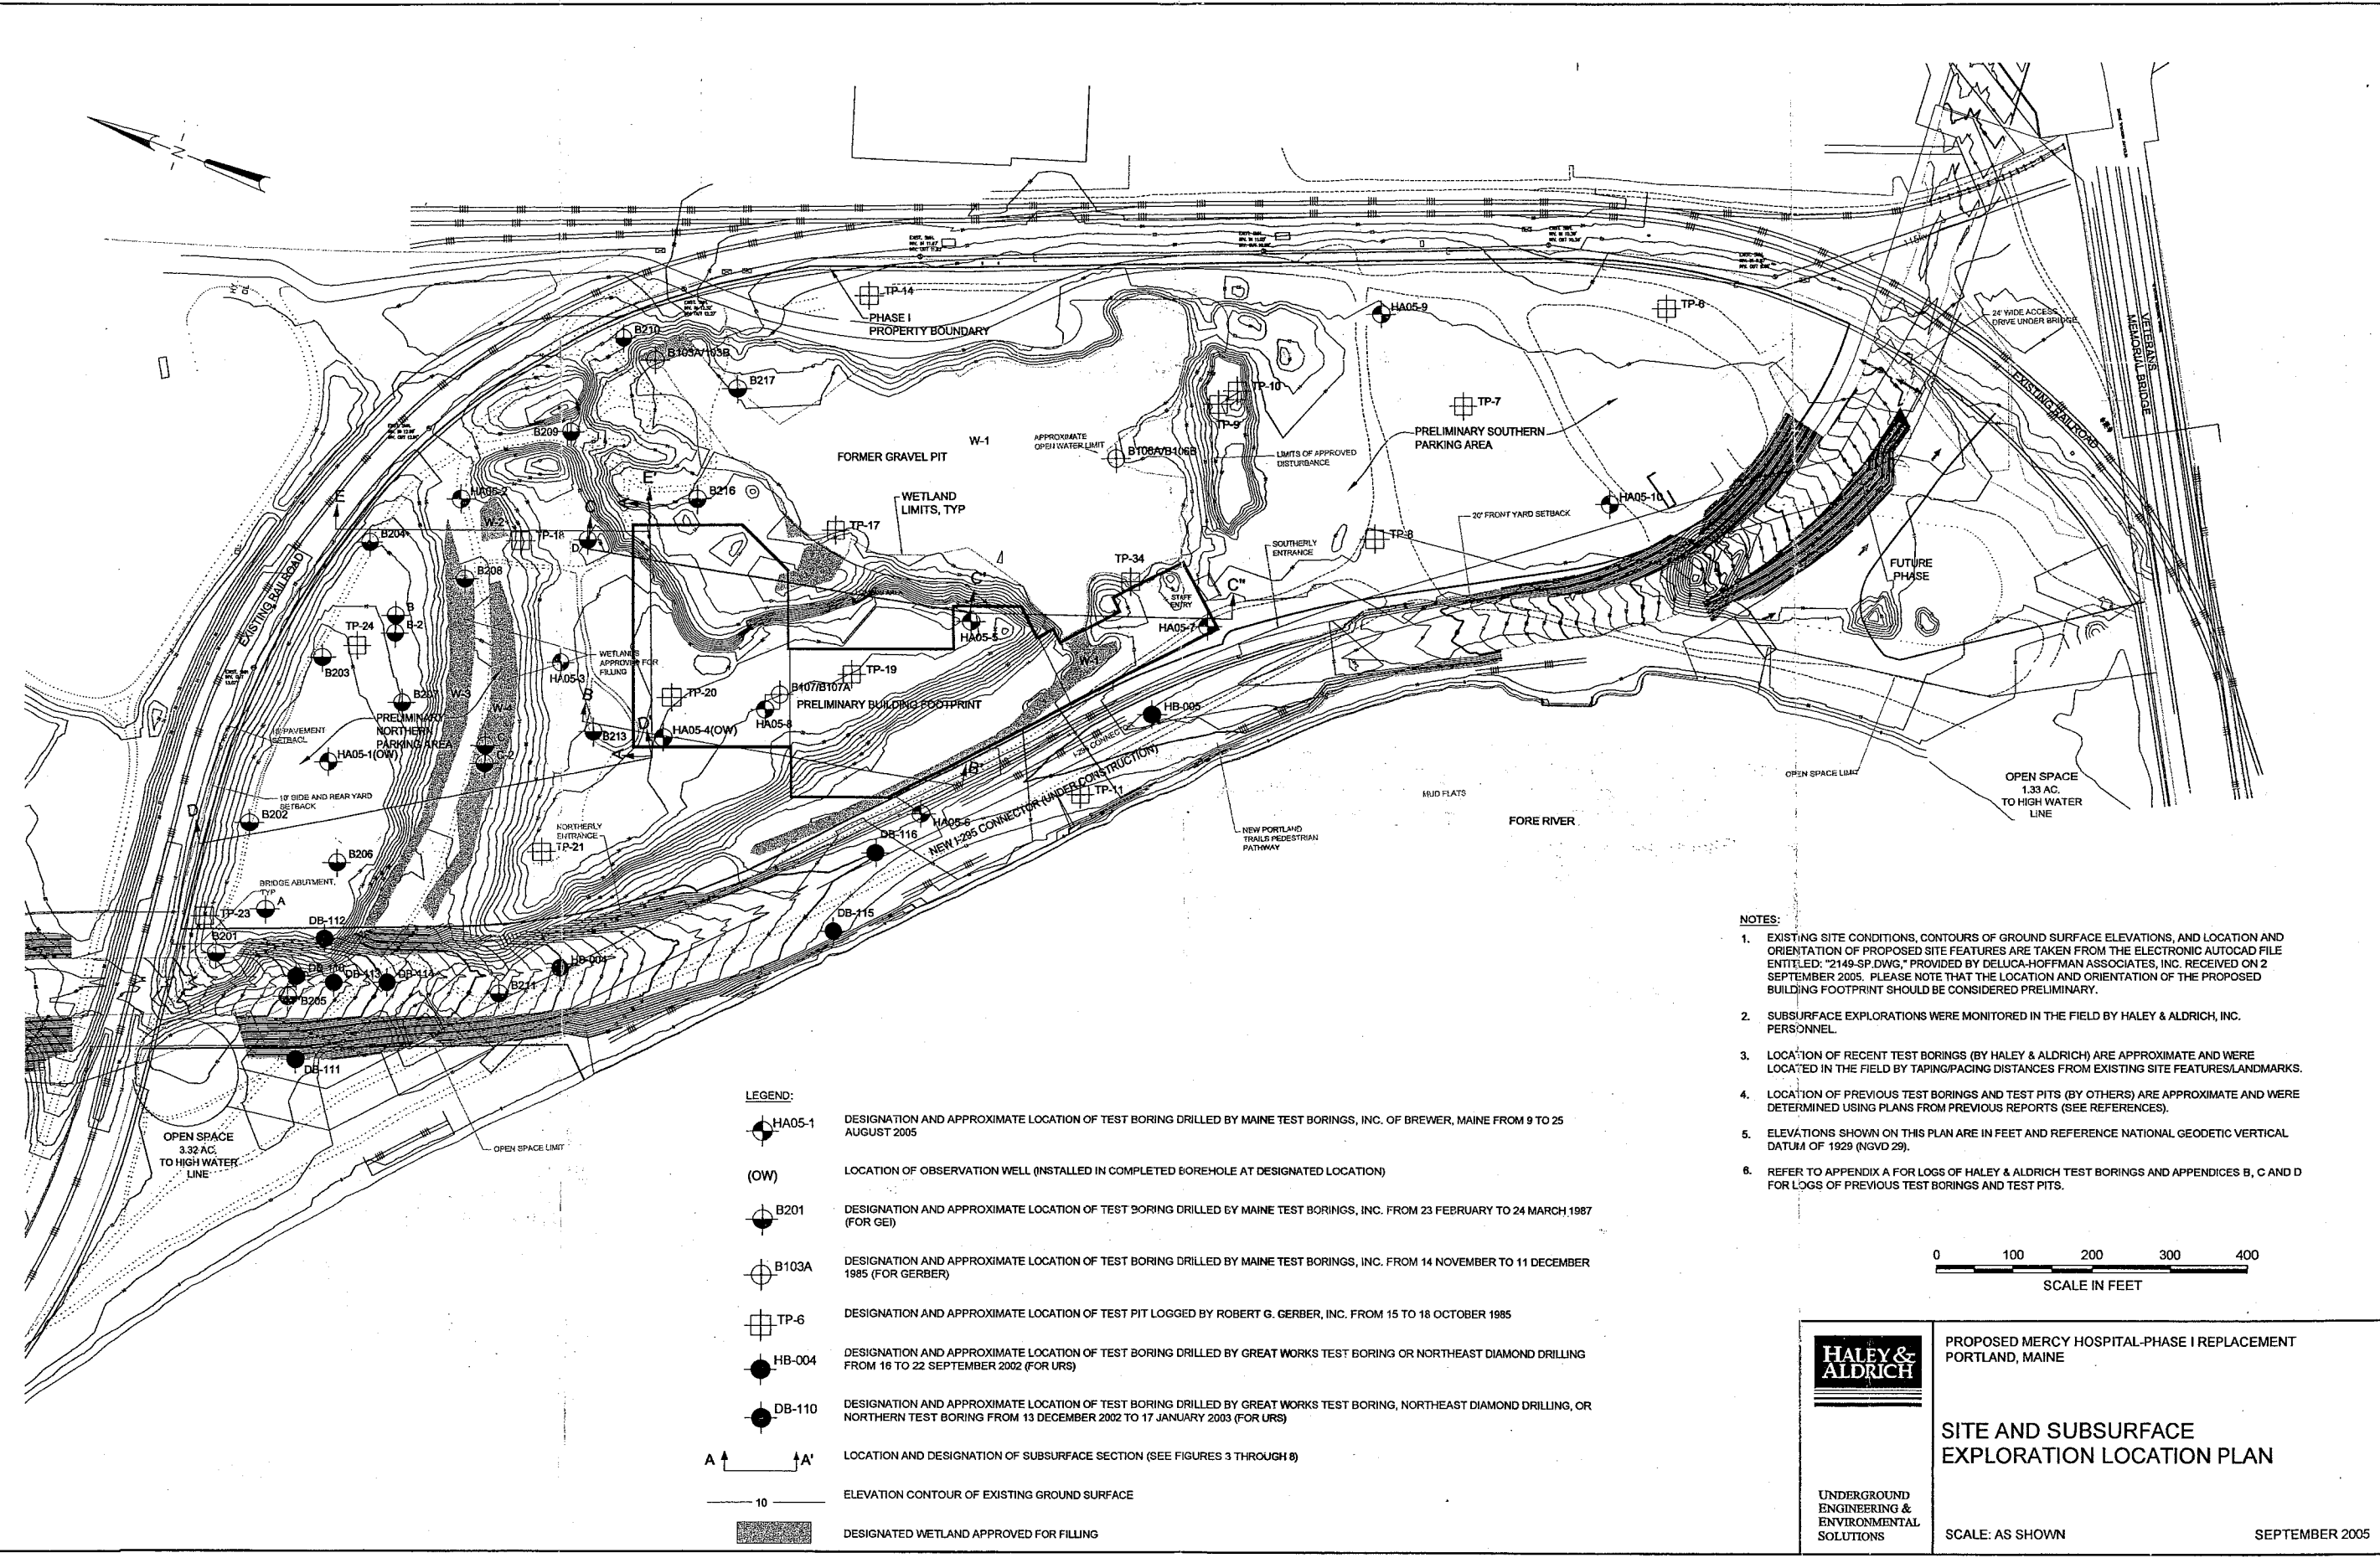 N
TP-14
PHASE I
PROPERTY BOUNDARY
HA05-9
TP-6
24' WIDE ACCESS
DRIVE UNDER BRIDGE
VETERANS
MEMORIAL BRIDGE
EXISTING RAILROAD
B210
B103A/103B
B217
B209
TP-10
TP-9
TP-7
W-1
APPROXIMATE
OPEN WATER LIMIT
B106A/B106B
FORMER GRAVEL PIT
LIMITS OF APPROVED
DISTURBANCE
PRELIMINARY SOUTHERN
PARKING AREA
WETLAND
LIMITS, TYP
HA05-2
E
E'
B216
HA05-10
20' FRONT YARD SETBACK
W-2
TP-18
C
D
TP-17
TP-8
B204
SOUTHERLY
ENTRANCE
B208
TP-34
STAFF
ENTRY
C'
C"
FUTURE
PHASE
EXISTING RAILROAD
B
B-2
TP-24
HA05-5
HA05-7
B203
WETLANDS
APPROVED FOR
FILLING
HA05-3
W-1
TP-19
B207
W-3
W-4
B
TP-20
B107/B107A
HA05-8
PRELIMINARY BUILDING FOOTPRINT
HB-005
PRELIMINARY
NORTHERN
PARKING AREA
10' PAVEMENT
SETBACK
HA05-1(OW)
C
C-2
B213
D'
HA05-4(OW)
A
B'
I-295 CONNECTOR
NEW I-295 CONNECTOR (UNDER CONSTRUCTION)
TP-11
10' SIDE AND REAR YARD
SETBACK
D
B202
MUD FLATS
OPEN SPACE LIMIT
OPEN SPACE
1.33 AC.
TO HIGH WATER
LINE
FORE RIVER
HA05-6
DB-116
NORTHERLY
ENTRANCE
TP-21
NEW PORTLAND
TRAILS PEDESTRIAN
PATHWAY
B206
BRIDGE ABUTMENT,
TYP
TP-23
A
DB-112
B201
DB-115
HB-004
DB-110
DB-113
DB-114
B205
B211
DB-111
OPEN SPACE
3.32 AC.
TO HIGH WATER
LINE
OPEN SPACE LIMIT
LEGEND:
HA05-1
DESIGNATION AND APPROXIMATE LOCATION OF TEST BORING DRILLED BY MAINE TEST BORINGS, INC. OF BREWER, MAINE FROM 9 TO 25
AUGUST 2005
(OW)
LOCATION OF OBSERVATION WELL (INSTALLED IN COMPLETED BOREHOLE AT DESIGNATED LOCATION)
B201
DESIGNATION AND APPROXIMATE LOCATION OF TEST BORING DRILLED BY MAINE TEST BORINGS, INC. FROM 23 FEBRUARY TO 24 MARCH 1987
(FOR GEI)
B103A
DESIGNATION AND APPROXIMATE LOCATION OF TEST BORING DRILLED BY MAINE TEST BORINGS, INC. FROM 14 NOVEMBER TO 11 DECEMBER
1985 (FOR GERBER)
TP-6
DESIGNATION AND APPROXIMATE LOCATION OF TEST PIT LOGGED BY ROBERT G. GERBER, INC. FROM 15 TO 18 OCTOBER 1985
HB-004
DESIGNATION AND APPROXIMATE LOCATION OF TEST BORING DRILLED BY GREAT WORKS TEST BORING OR NORTHEAST DIAMOND DRILLING
FROM 16 TO 22 SEPTEMBER 2002 (FOR URS)
DB-110
DESIGNATION AND APPROXIMATE LOCATION OF TEST BORING DRILLED BY GREAT WORKS TEST BORING, NORTHEAST DIAMOND DRILLING, OR
NORTHERN TEST BORING FROM 13 DECEMBER 2002 TO 17 JANUARY 2003 (FOR URS)
A A'
LOCATION AND DESIGNATION OF SUBSURFACE SECTION (SEE FIGURES 3 THROUGH 8)
10
ELEVATION CONTOUR OF EXISTING GROUND SURFACE
DESIGNATED WETLAND APPROVED FOR FILLING
NOTES:
1. EXISTING SITE CONDITIONS, CONTOURS OF GROUND SURFACE ELEVATIONS, AND LOCATION AND
ORIENTATION OF PROPOSED SITE FEATURES ARE TAKEN FROM THE ELECTRONIC AUTOCAD FILE
ENTITLED: "2149-SP.DWG," PROVIDED BY DELUCA-HOFFMAN ASSOCIATES, INC. RECEIVED ON 2
SEPTEMBER 2005. PLEASE NOTE THAT THE LOCATION AND ORIENTATION OF THE PROPOSED
BUILDING FOOTPRINT SHOULD BE CONSIDERED PRELIMINARY.
2. SUBSURFACE EXPLORATIONS WERE MONITORED IN THE FIELD BY HALEY & ALDRICH, INC.
PERSONNEL.
3. LOCATION OF RECENT TEST BORINGS (BY HALEY & ALDRICH) ARE APPROXIMATE AND WERE
LOCATED IN THE FIELD BY TAPING/PACING DISTANCES FROM EXISTING SITE FEATURES/LANDMARKS.
4. LOCATION OF PREVIOUS TEST BORINGS AND TEST PITS (BY OTHERS) ARE APPROXIMATE AND WERE
DETERMINED USING PLANS FROM PREVIOUS REPORTS (SEE REFERENCES).
5. ELEVATIONS SHOWN ON THIS PLAN ARE IN FEET AND REFERENCE NATIONAL GEODETIC VERTICAL
DATUM OF 1929 (NGVD 29).
6. REFER TO APPENDIX A FOR LOGS OF HALEY & ALDRICH TEST BORINGS AND APPENDICES B, C AND D
FOR LOGS OF PREVIOUS TEST BORINGS AND TEST PITS.
0 100 200 300 400
SCALE IN FEET
HALEY &
ALDRICH
UNDERGROUND
ENGINEERING &
ENVIRONMENTAL
SOLUTIONS
PROPOSED MERCY HOSPITAL-PHASE I REPLACEMENT
PORTLAND, MAINE
SITE AND SUBSURFACE
EXPLORATION LOCATION PLAN
SCALE: AS SHOWN SEPTEMBER 2005